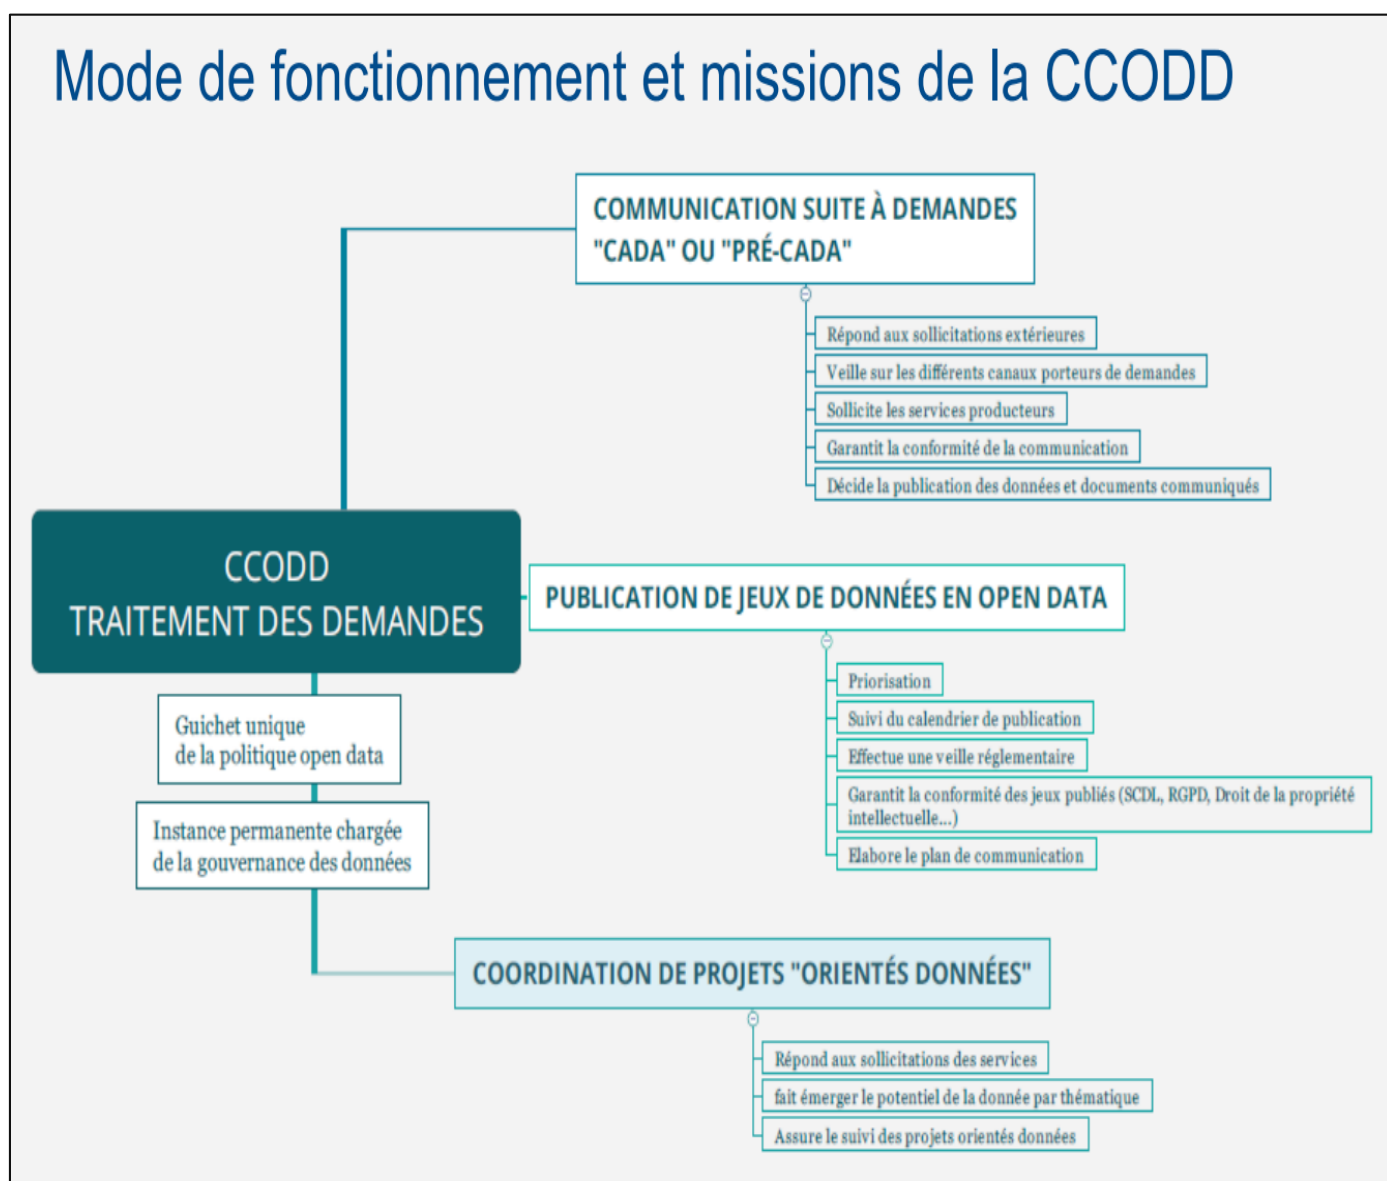 Mode de fonctionnement et missions de la CCODD
COMMUNICATION SUITE À DEMANDES
"CADA" OU "PRÉ-CADA"
Répond aux sollicitations extérieures
Veille sur les différents canaux porteurs de demandes
Sollicite les services producteurs
Garantit la conformité de la communication
Décide la publication des données et documents communiqués
CCODD
TRAITEMENT DES DEMANDES
PUBLICATION DE JEUX DE DONNÉES EN OPEN DATA
Priorisation
Suivi du calendrier de publication
Effectue une veille réglementaire
Garantit la conformité des jeux publiés (SCDL, RGPD, Droit de la propriété
intellectuelle...)
Elabore le plan de communication
Guichet unique
de la politique open data
Instance permanente chargée
de la gouvernance des données
COORDINATION DE PROJETS "ORIENTÉS DONNÉES"
Répond aux sollicitations des services
fait émerger le potentiel de la donnée par thématique
Assure le suivi des projets orientés données